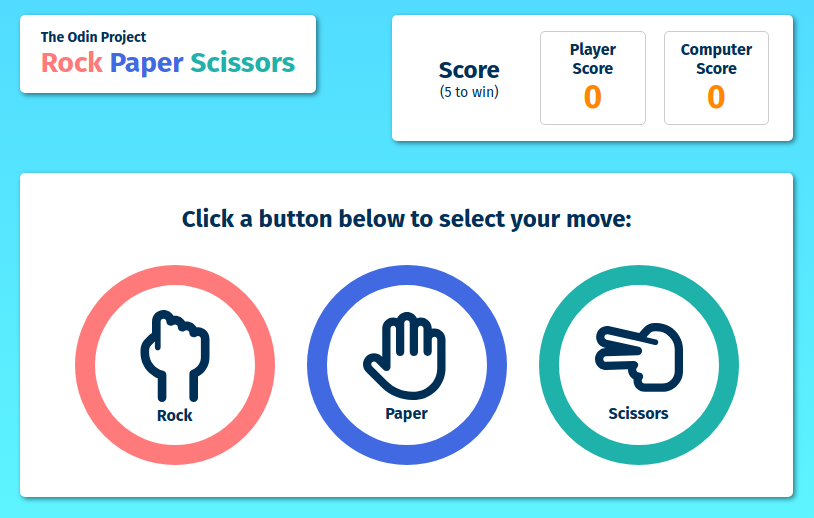 The Odin Project
Rock Paper Scissors
Score
(5 to win)
Player
Score
0
Computer
Score
0
Click a button below to select your move:
Rock
Paper
Scissors